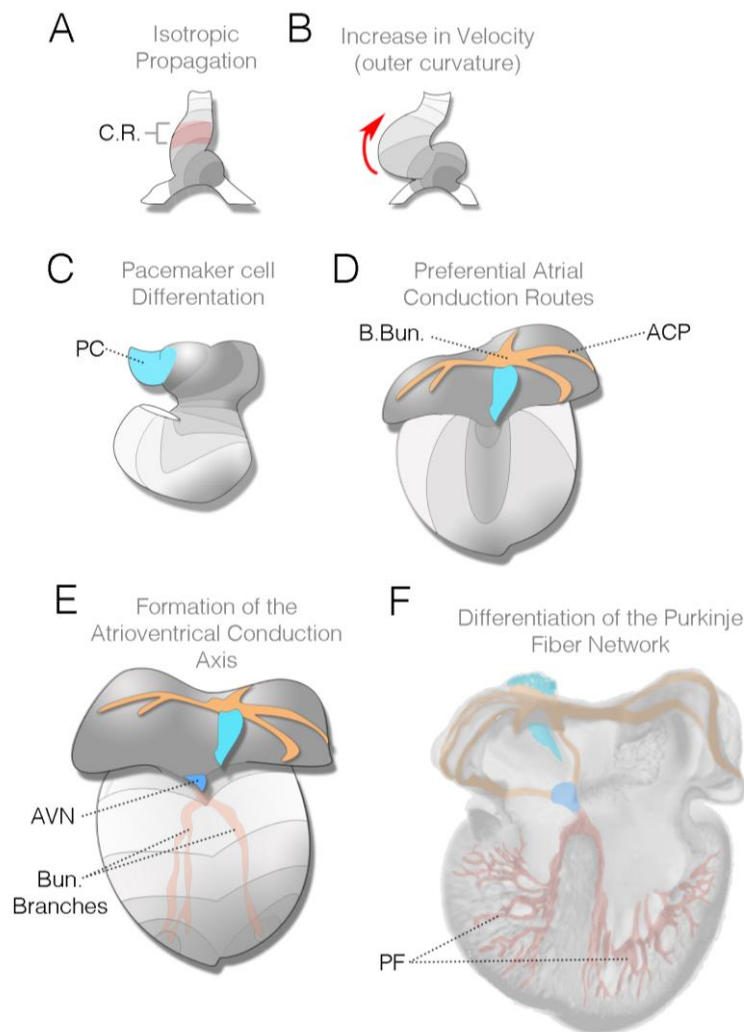 A
Isotropic
Propagation
C.R.
B
Increase in Velocity
(outer curvature)
C
Pacemaker cell
Differentation
PC
D
Preferential Atrial
Conduction Routes
B.Bun.
ACP
E
Formation of the
Atrioventrical Conduction
Axis
AVN
Bun.
Branches
F
Differentiation of the Purkinje
Fiber Network
PF